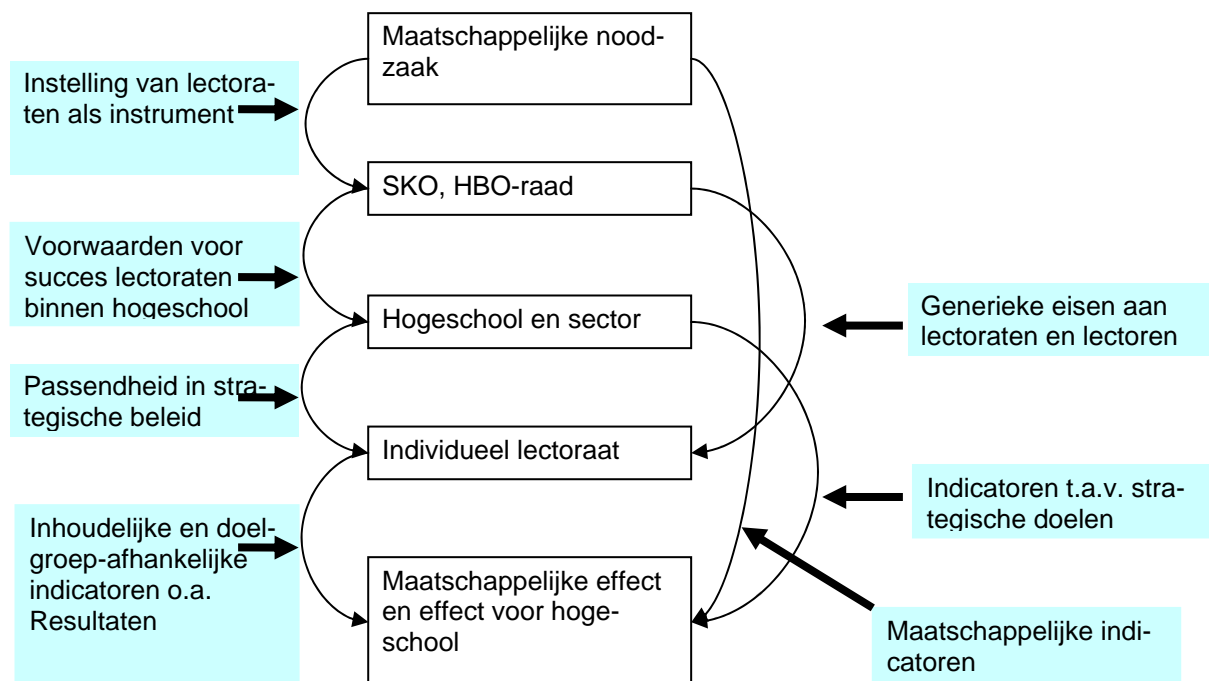 Maatschappelijke nood-
zaak
Instelling van lectora-
ten als instrument
SKO, HBO-raad
Voorwaarden voor
succes lectoraten
binnen hogeschool
Hogeschool en sector
Generieke eisen aan
lectoraten en lectoren
Passendheid in stra-
tegische beleid
Individueel lectoraat
Indicatoren t.a.v. stra-
tegische doelen
Inhoudelijke en doel-
groep-afhankelijke
indicatoren o.a.
Resultaten
Maatschappelijke effect
en effect voor hoge-
school
Maatschappelijke indi-
catoren